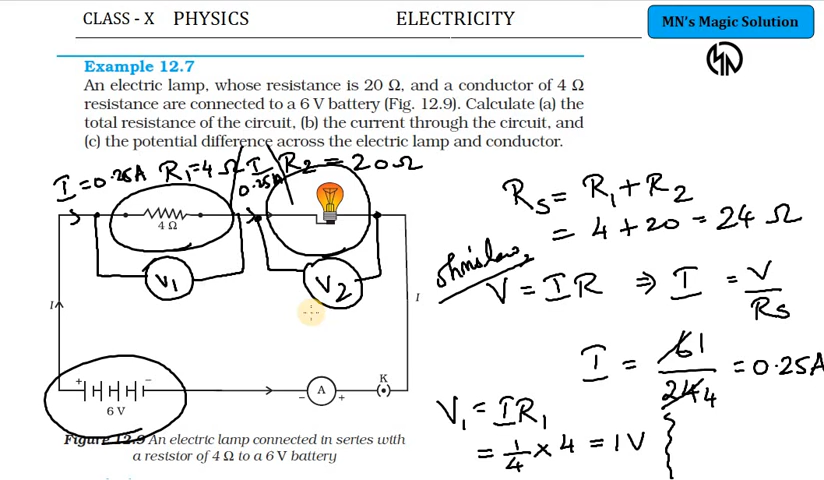 CLASS - X PHYSICS ELECTRICITY
MN's Magic Solution
MN
Example 12.7
An electric lamp, whose resistance is 20 Ω, and a conductor of 4 Ω
resistance are connected to a 6 V battery (Fig. 12.9). Calculate (a) the
total resistance of the circuit, (b) the current through the circuit, and
(c) the potential difference across the electric lamp and conductor.
I = 0.25A R₁=4 Ω I R₂ = 20Ω
0.25A
4 Ω
V₁
V₂
I
I
+ −
6 V
− A +
K
Figure 12.9 An electric lamp connected in series with
a resistor of 4 Ω to a 6 V battery
Rs = R₁ + R₂
= 4 + 20 = 24 Ω
Ohm's law
V = IR ⇒ I = V/Rs
I = 6 1/24 4 = 0.25A
V₁ = IR₁
= 1/4 × 4 = 1V